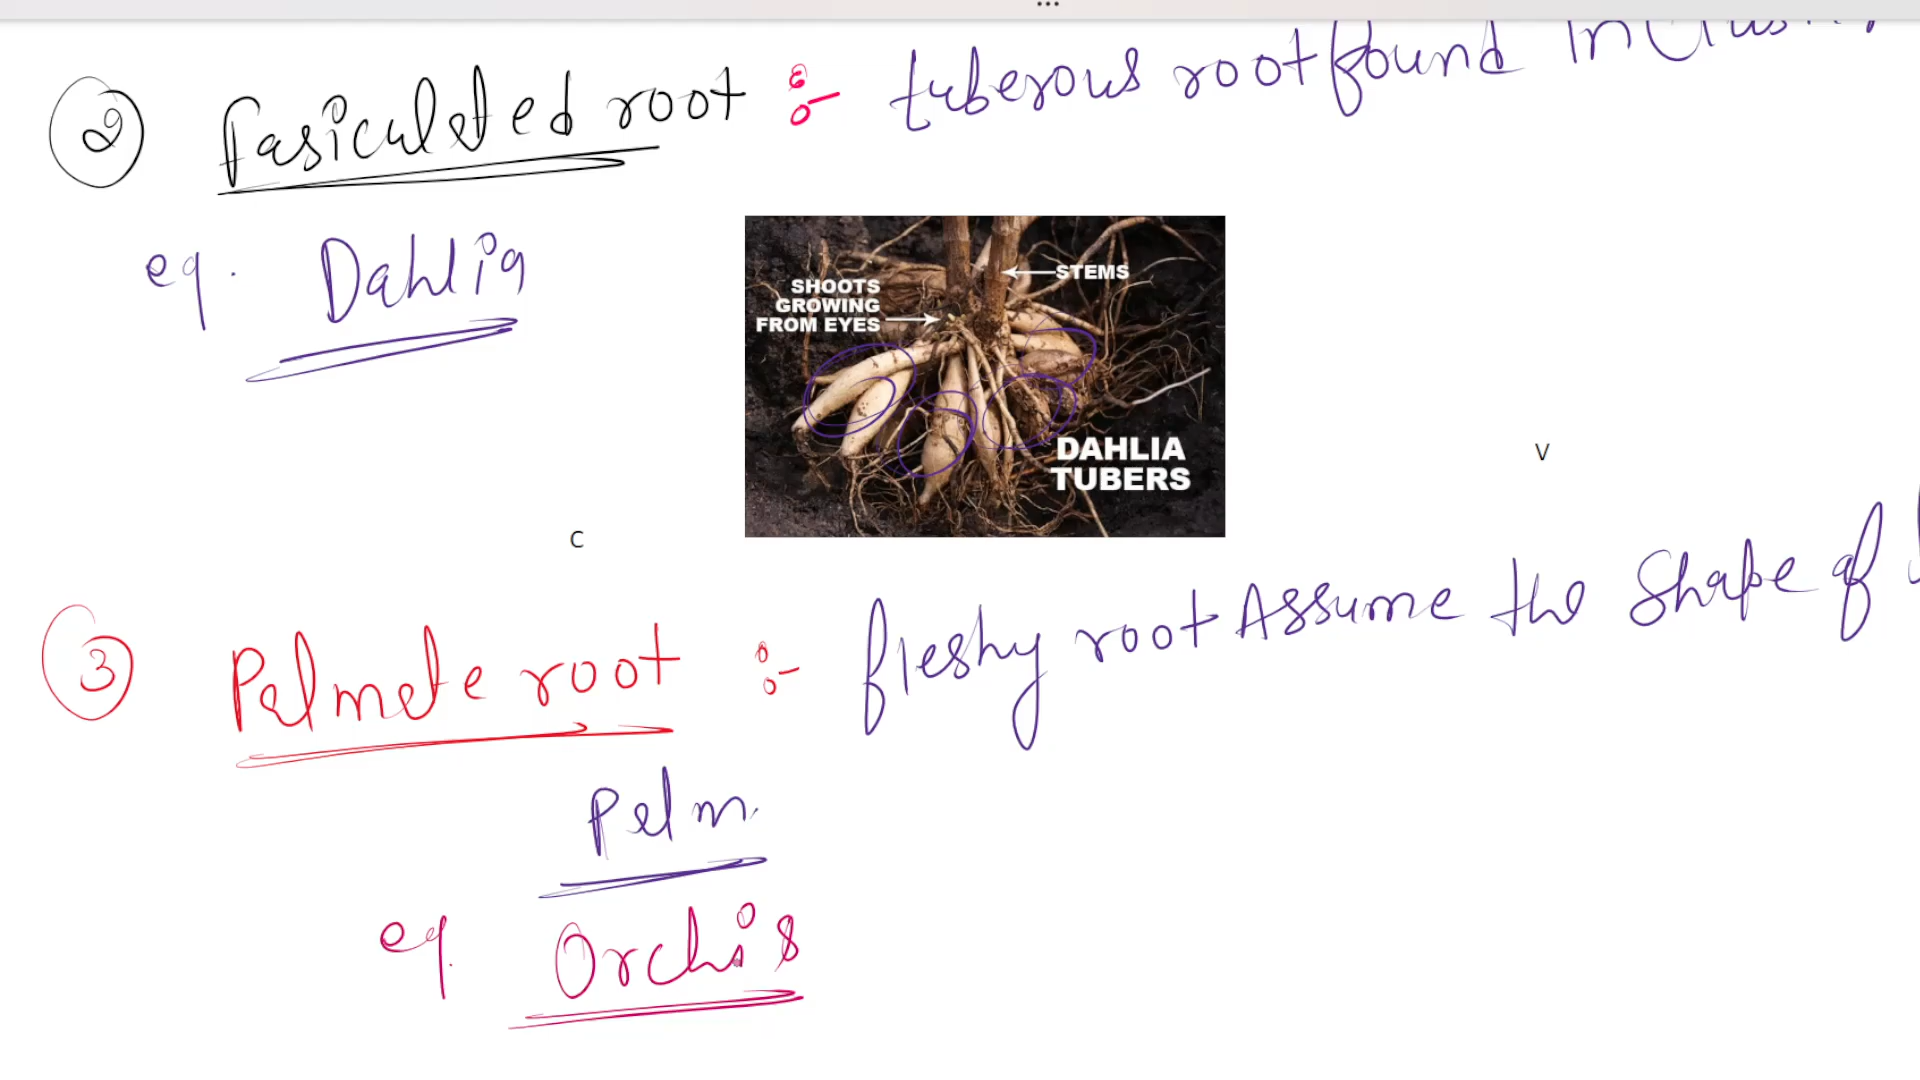 ...
② Fasiculated root :- tuberous root found In
eg. Dahlia
SHOOTS
GROWING
FROM EYES
STEMS
DAHLIA
TUBERS
V
C
③ Palmate root :- fleshy root Assume the Shape of
Palm.
eg. Orchis